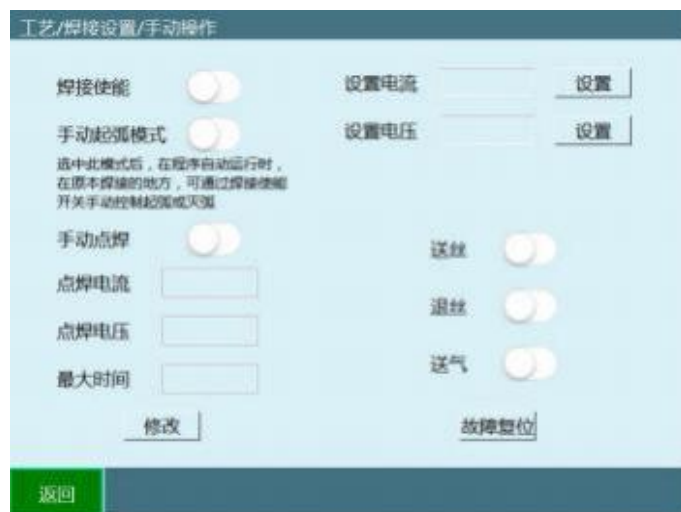 工艺/焊接设置/手动操作
焊接使能
设置电流
设置
手动起弧模式
设置电压
设置
选中此模式后，在程序自动运行时，
在原本焊接的地方，可通过焊接使能
开关手动控制起弧或灭弧
手动点焊
送丝
点焊电流
退丝
点焊电压
送气
最大时间
修改
故障复位
返回